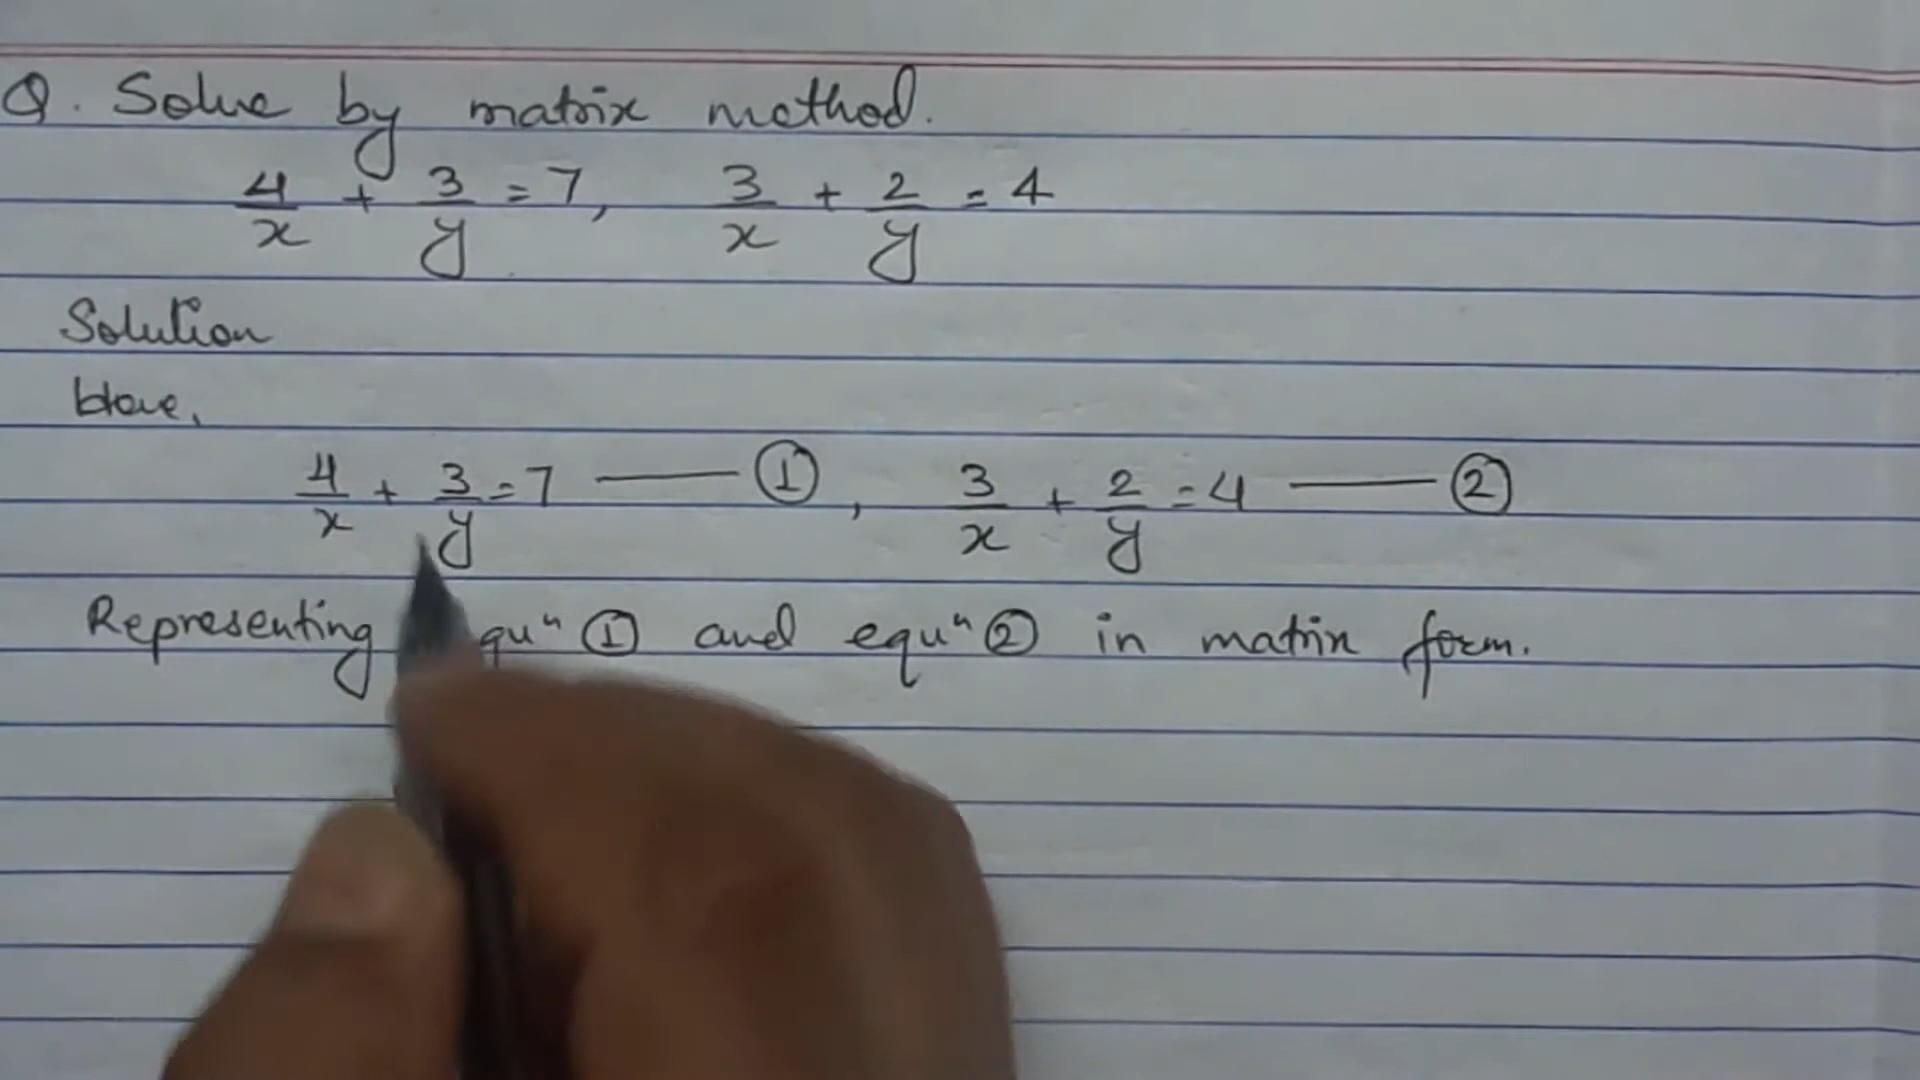 Q. Solve by matrix method.
4/x + 3/y = 7, 3/x + 2/y = 4
Solution
Here,
4/x + 3/y = 7 —— ①, 3/x + 2/y = 4 —— ②
Representing equⁿ ① and equⁿ ② in matrix form.